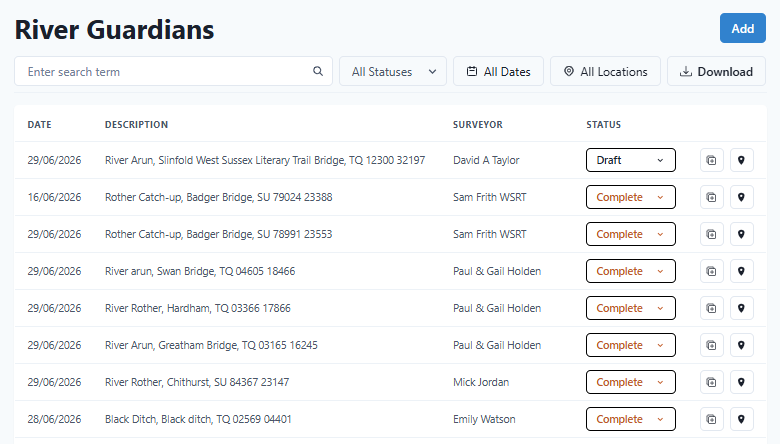 River Guardians
Add
Enter search term
All Statuses
All Dates
All Locations
Download
DATE DESCRIPTION SURVEYOR STATUS
29/06/2026 River Arun, Slinfold West Sussex Literary Trail Bridge, TQ 12300 32197 David A Taylor Draft
16/06/2026 Rother Catch-up, Badger Bridge, SU 79024 23388 Sam Frith WSRT Complete
29/06/2026 Rother Catch-up, Badger Bridge, SU 78991 23553 Sam Frith WSRT Complete
29/06/2026 River arun, Swan Bridge, TQ 04605 18466 Paul & Gail Holden Complete
29/06/2026 River Rother, Hardham, TQ 03366 17866 Paul & Gail Holden Complete
29/06/2026 River Arun, Greatham Bridge, TQ 03165 16245 Paul & Gail Holden Complete
29/06/2026 River Rother, Chithurst, SU 84367 23147 Mick Jordan Complete
28/06/2026 Black Ditch, Black ditch, TQ 02569 04401 Emily Watson Complete